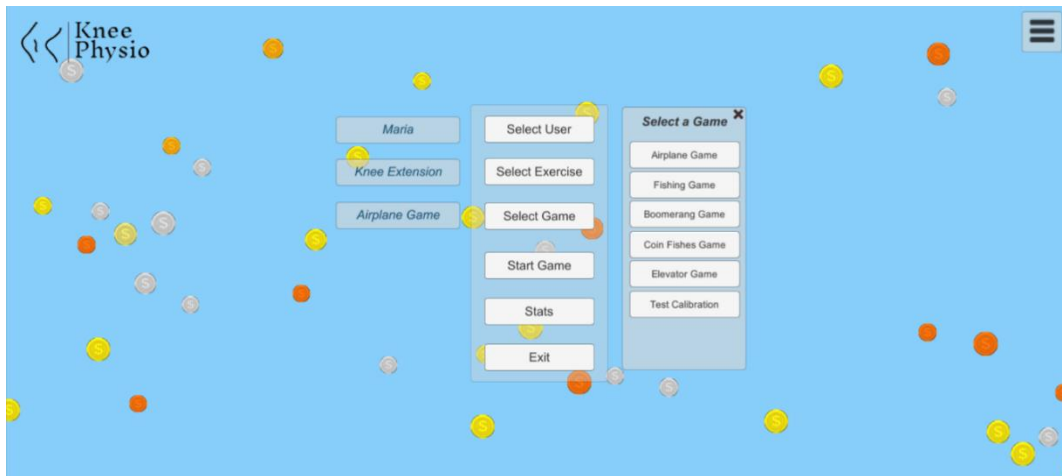 Knee
Physio
Maria
Knee Extension
Airplane Game
Select User
Select Exercise
Select Game
Start Game
Stats
Exit
Select a Game
Airplane Game
Fishing Game
Boomerang Game
Coin Fishes Game
Elevator Game
Test Calibration